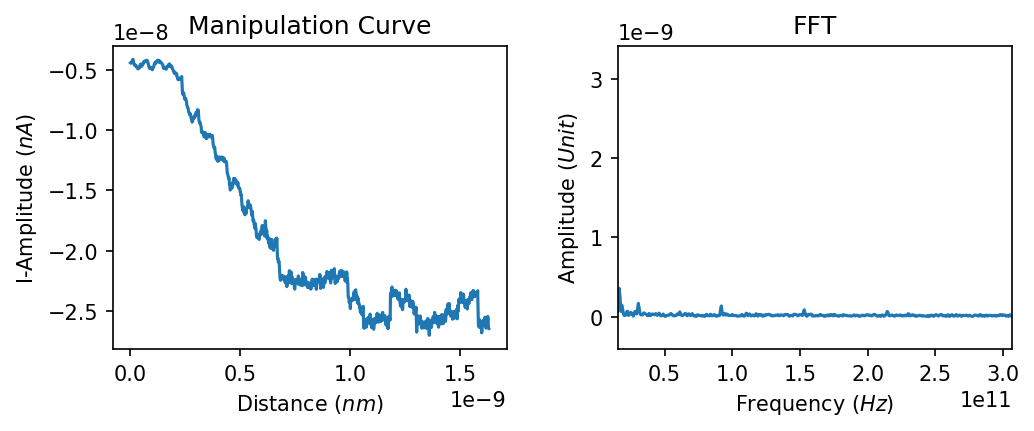 Manipulation Curve
1e−8
−0.5
−1.0
−1.5
−2.0
−2.5
I-Amplitude (nA)
0.0 0.5 1.0 1.5
1e−9
Distance (nm)
FFT
1e−9
3
2
1
0
Amplitude (Unit)
0.5 1.0 1.5 2.0 2.5 3.0
1e11
Frequency (Hz)